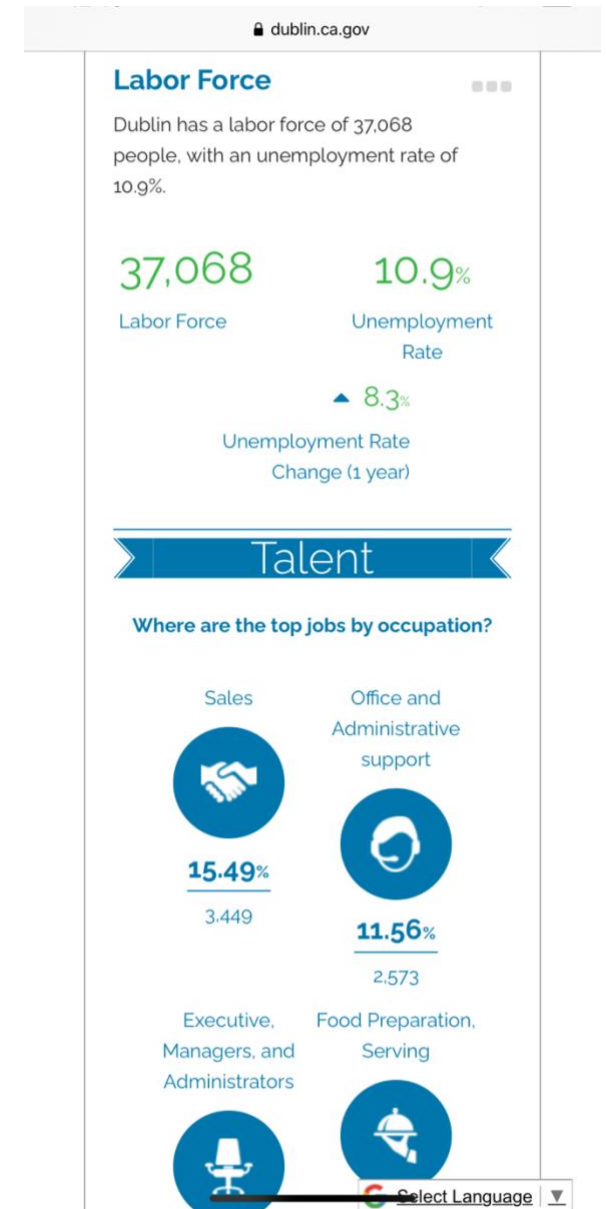 dublin.ca.gov
Labor Force
Dublin has a labor force of 37,068
people, with an unemployment rate of
10.9%.
37,068
Labor Force
10.9%
Unemployment
Rate
8.3%
Unemployment Rate
Change (1 year)
Talent
Where are the top jobs by occupation?
Sales
15.49%
3,449
Office and
Administrative
support
11.56%
2,573
Executive,
Managers, and
Administrators
Food Preparation,
Serving
Select Language